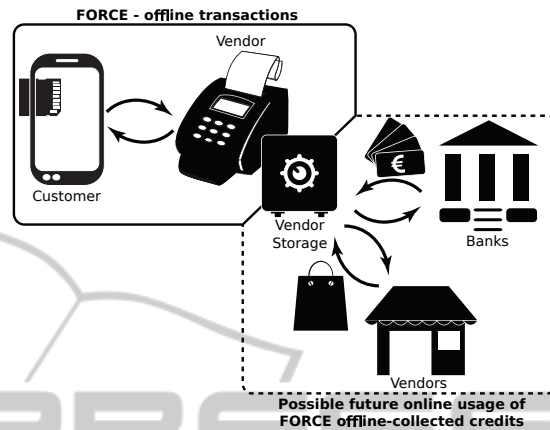 FORCE - offline transactions
Vendor
Customer
€
Vendor
Storage
Banks
Vendors
Possible future online usage of
FORCE offline-collected credits